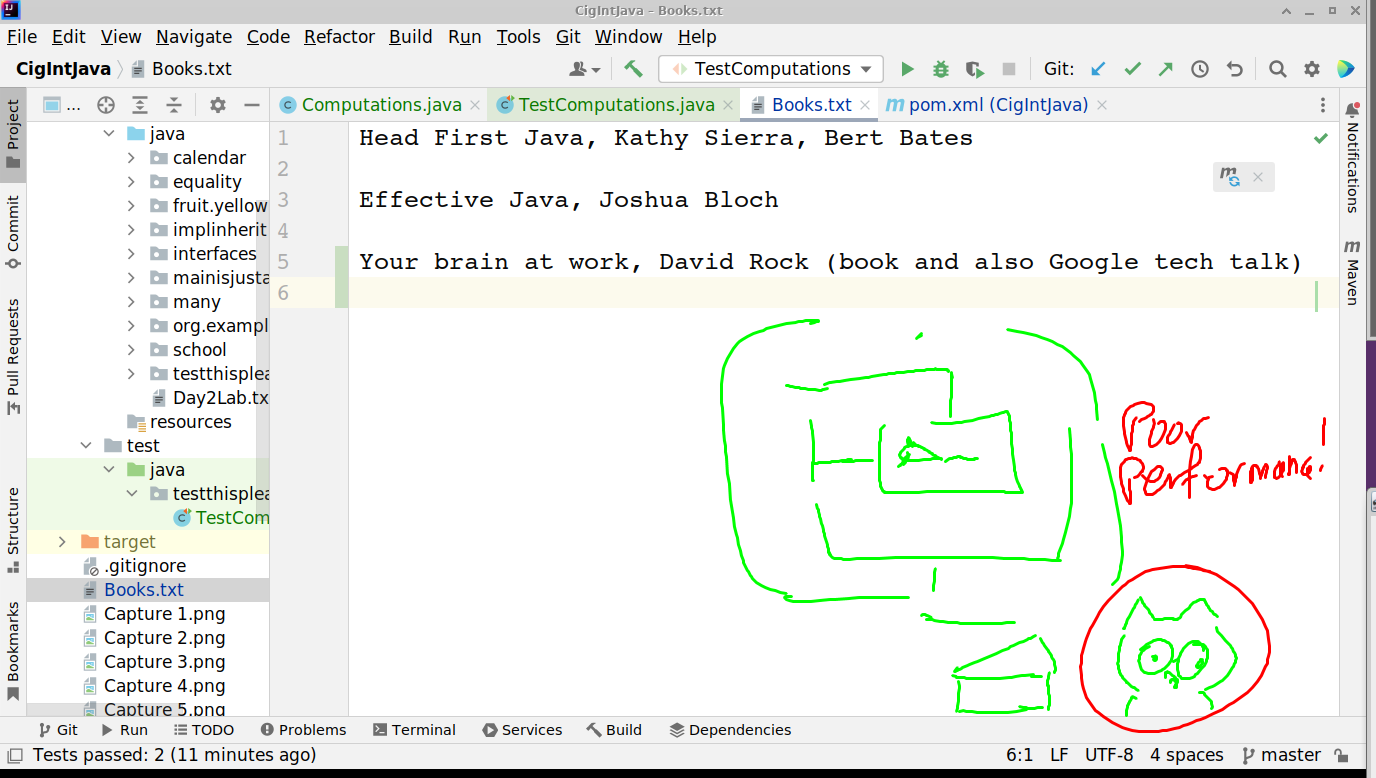 CigIntJava – Books.txt
File Edit View Navigate Code Refactor Build Run Tools Git Window Help
CigIntJava Books.txt TestComputations Git:
... Computations.java TestComputations.java Books.txt pom.xml (CigIntJava)
Project
Commit
Pull Requests
Structure
Bookmarks
java
calendar
equality
fruit.yellow
implinherit
interfaces
mainisjusta
many
org.exampl
school
testthisplea
Day2Lab.tx
resources
test
java
testthisplea
TestCom
target
.gitignore
Books.txt
Capture 1.png
Capture 2.png
Capture 3.png
Capture 4.png
Capture 5.png
1 Head First Java, Kathy Sierra, Bert Bates
2
3 Effective Java, Joshua Bloch
4
5 Your brain at work, David Rock (book and also Google tech talk)
6
Poor
Performance!
Notifications
Maven
Git Run TODO Problems Terminal Services Build Dependencies
Tests passed: 2 (11 minutes ago) 6:1 LF UTF-8 4 spaces master